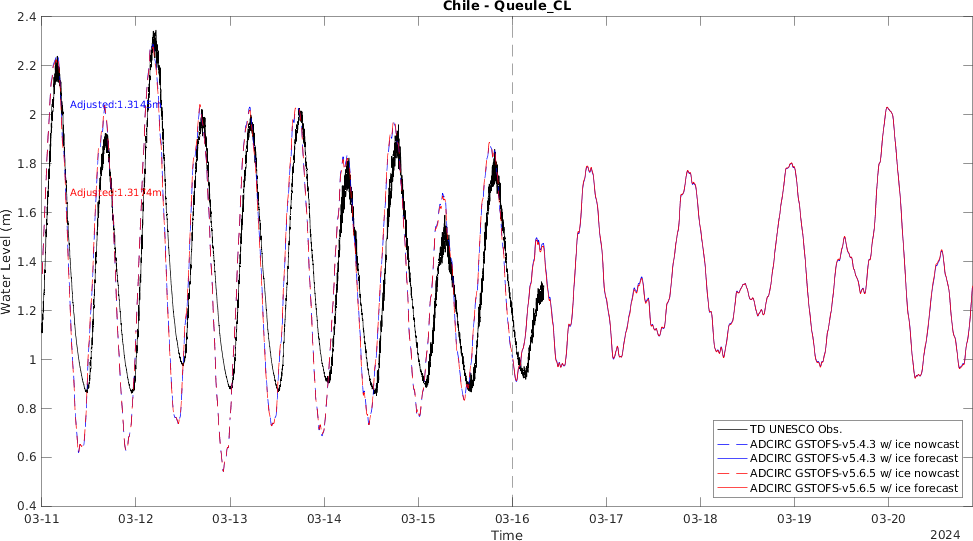 Chile - Queule_CL
2.4
2.2
2
1.8
1.6
1.4
1.2
1
0.8
0.6
0.4
Water Level (m)
Adjusted:1.3145m
Adjusted:1.3174m
TD UNESCO Obs.
ADCIRC GSTOFS-v5.4.3 w/ ice nowcast
ADCIRC GSTOFS-v5.4.3 w/ ice forecast
ADCIRC GSTOFS-v5.6.5 w/ ice nowcast
ADCIRC GSTOFS-v5.6.5 w/ ice forecast
03-11 03-12 03-13 03-14 03-15 03-16 03-17 03-18 03-19 03-20
Time
2024